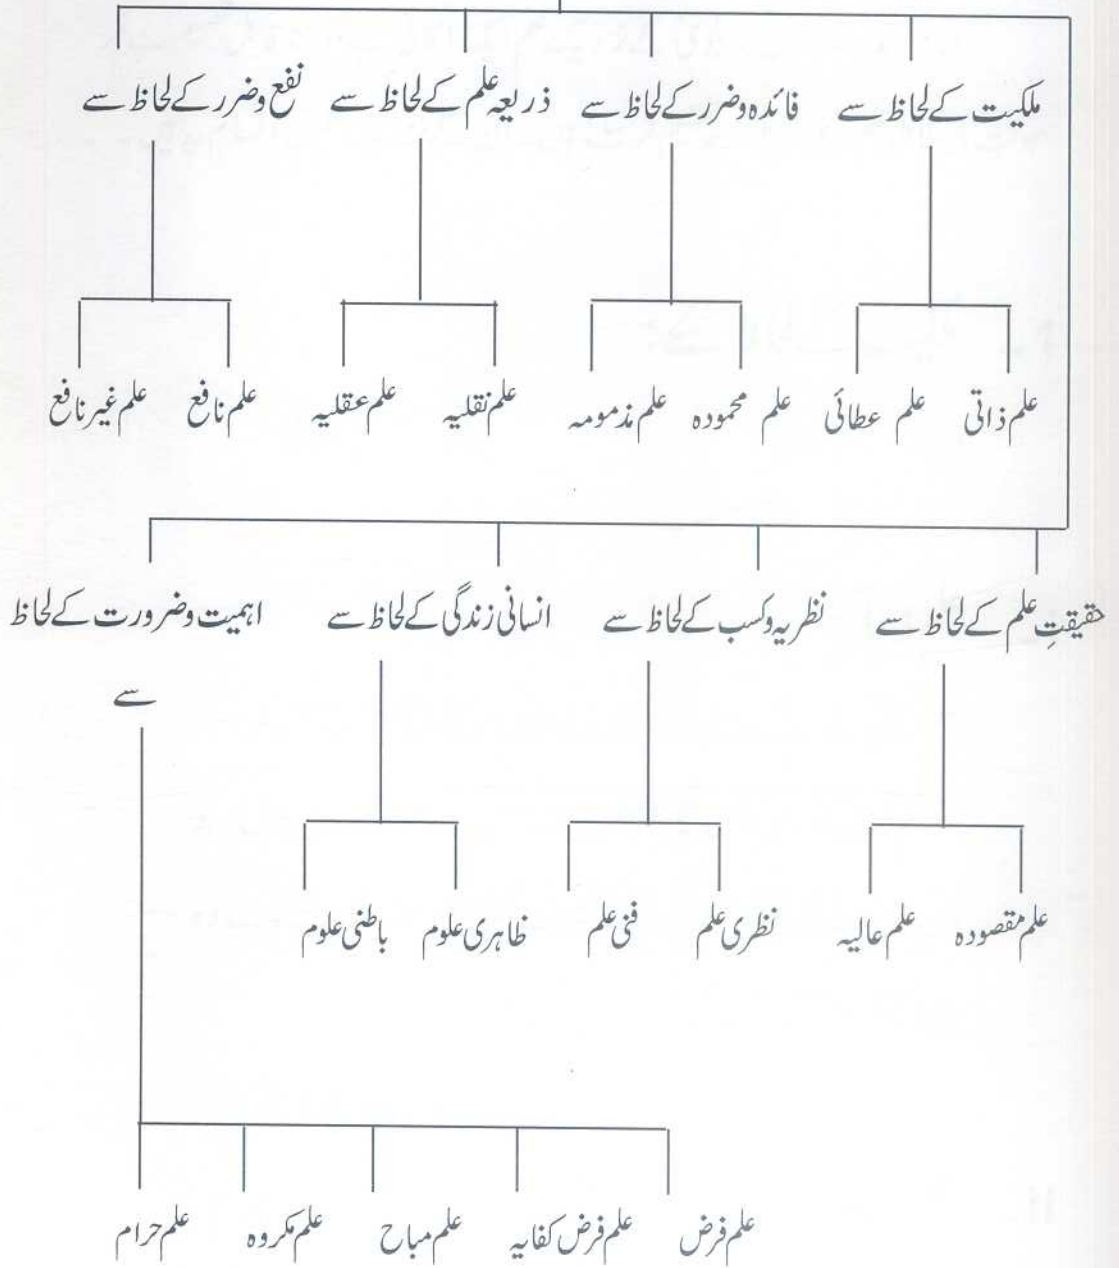 ملکیت کے لحاظ سے فائدہ وضرر کے لحاظ سے ذریعہ علم کے لحاظ سے نفع وضرر کے لحاظ سے
علم ذاتی علم عطائی علم محمودہ علم مذمومہ علم نقلیہ علم عقلیہ علم نافع علم غیر نافع
حقیقتِ علم کے لحاظ سے نظریہ وکسب کے لحاظ سے انسانی زندگی کے لحاظ سے اہمیت وضرورت کے لحاظ
سے
علم مقصودہ علم عالیہ نظری علم فنی علم ظاہری علوم باطنی علوم
علم فرض علم فرض کفایہ علم مباح علم مکروہ علم حرام